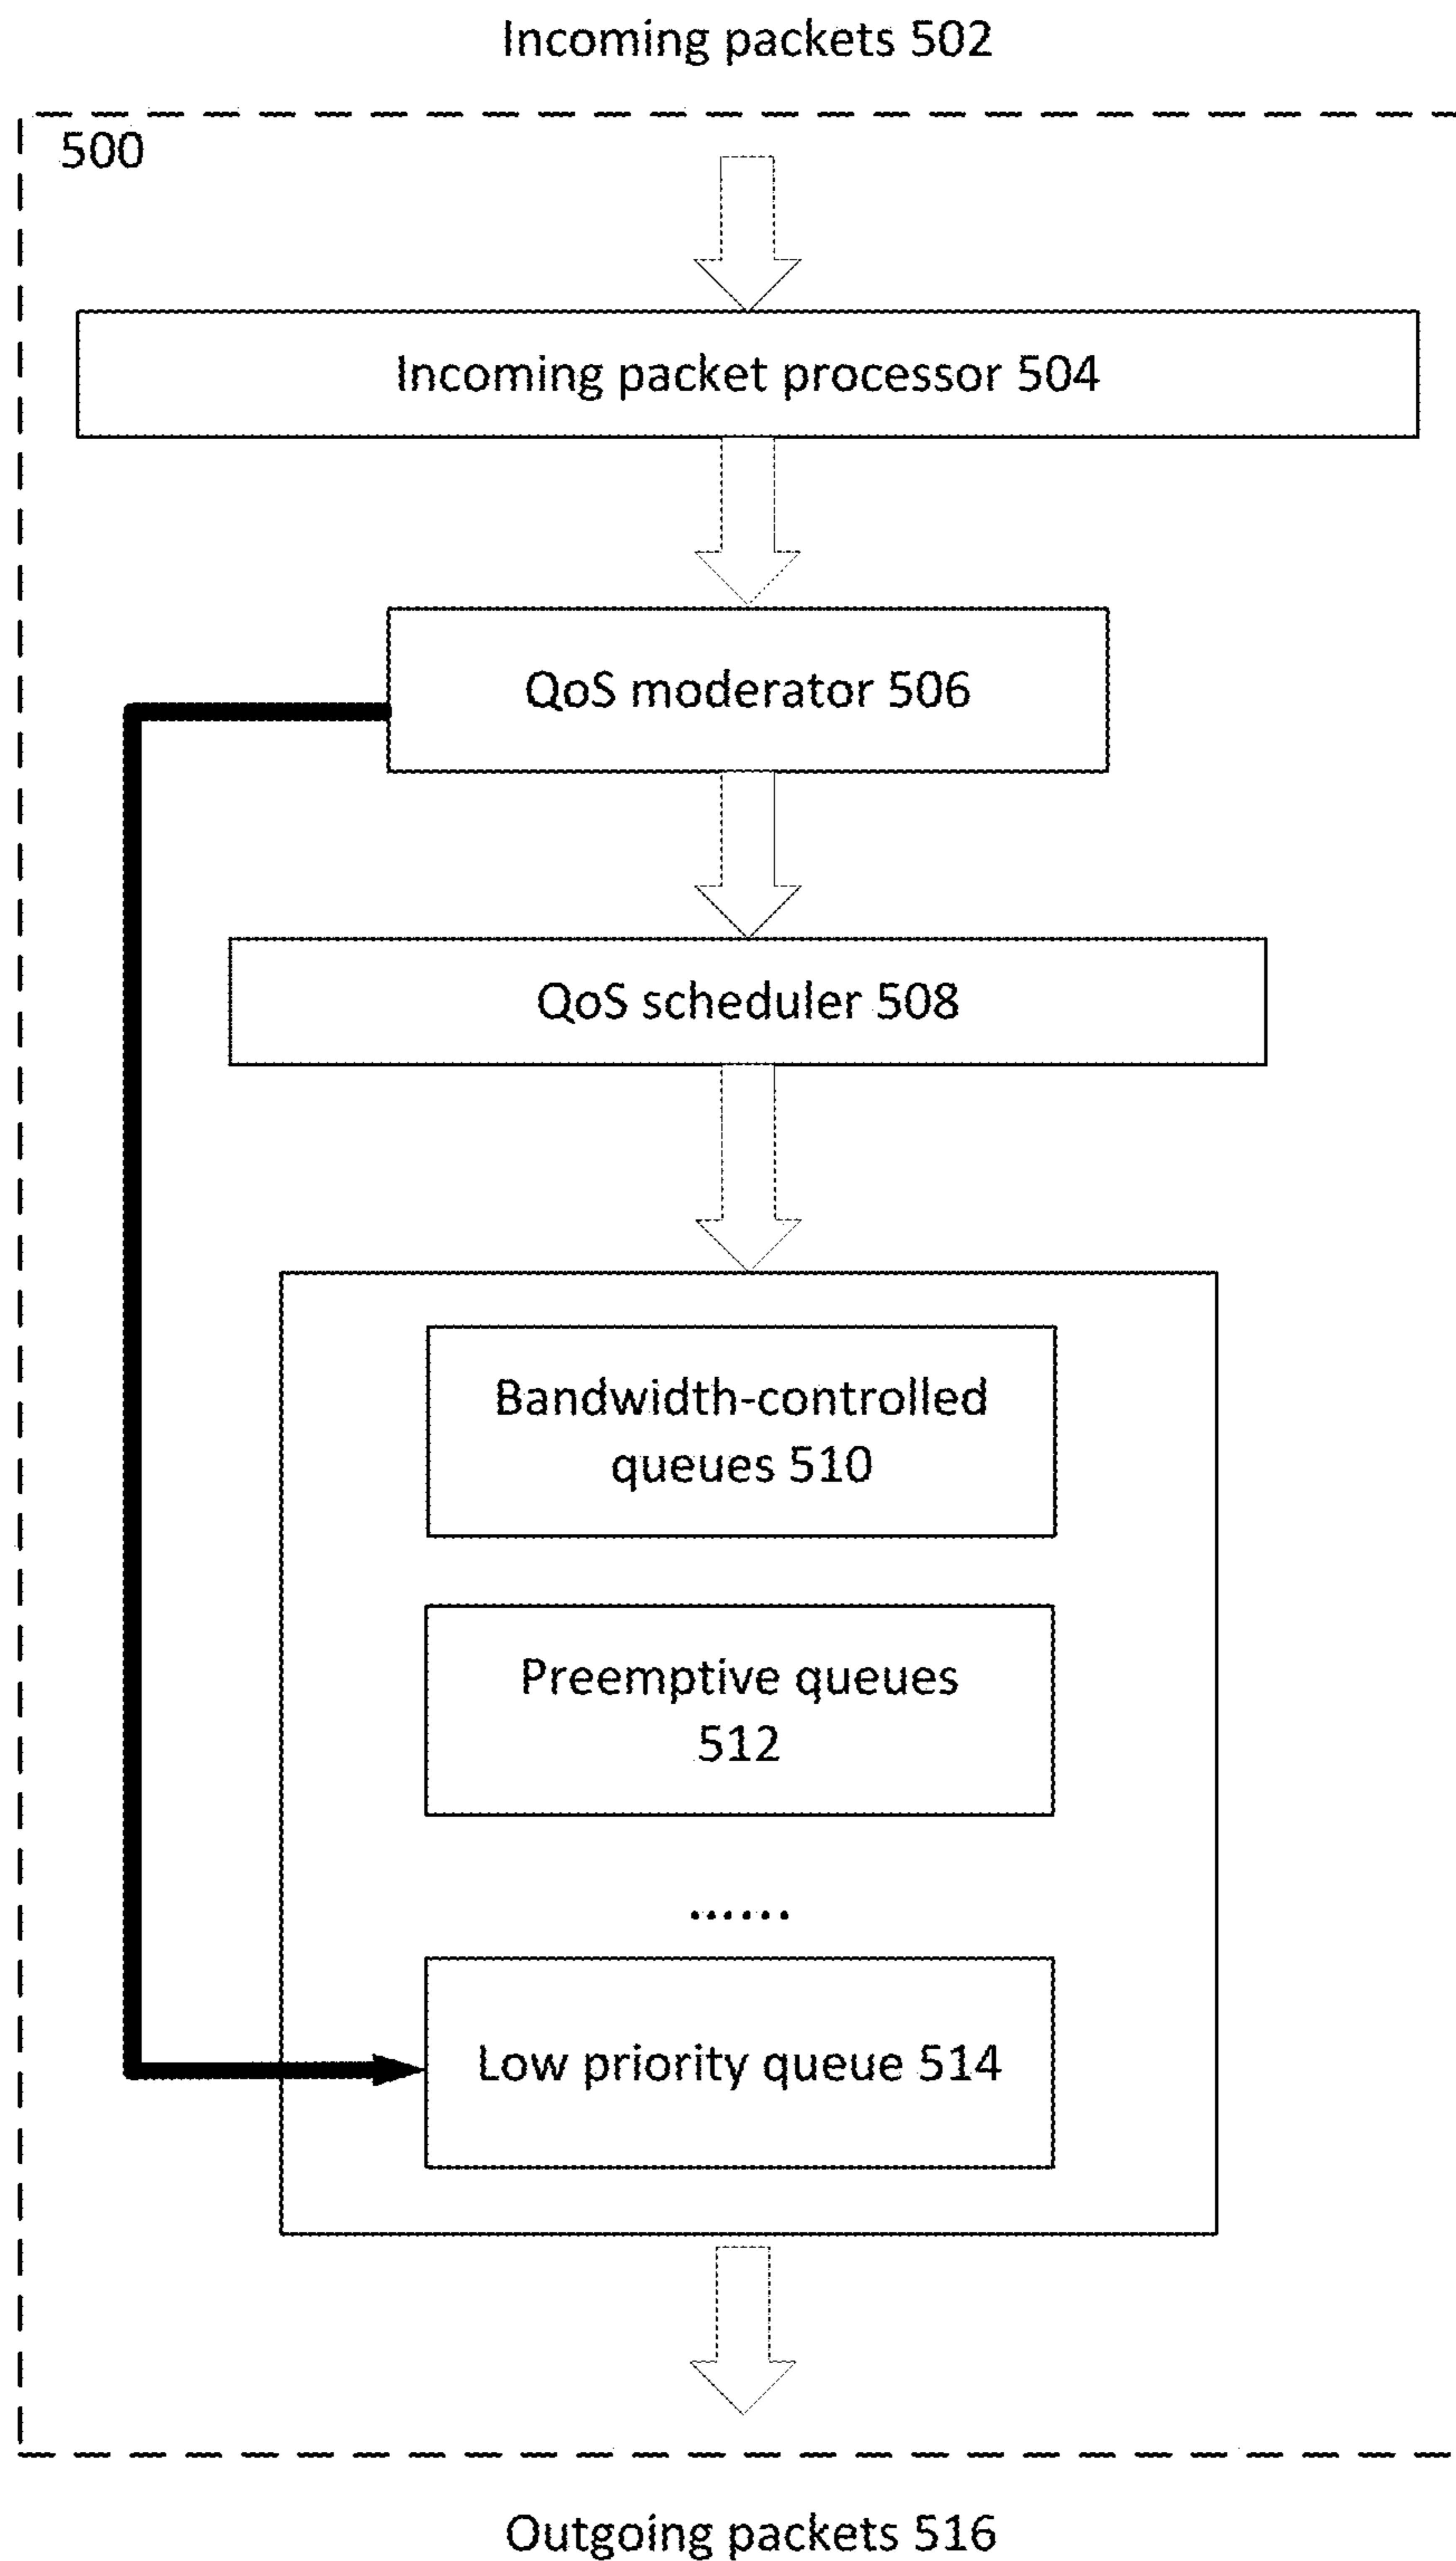 Incoming packets 502
500
Incoming packet processor 504
QoS moderator 506
QoS scheduler 508
Bandwidth-controlled
queues 510
Preemptive queues
512
......
Low priority queue 514
Outgoing packets 516